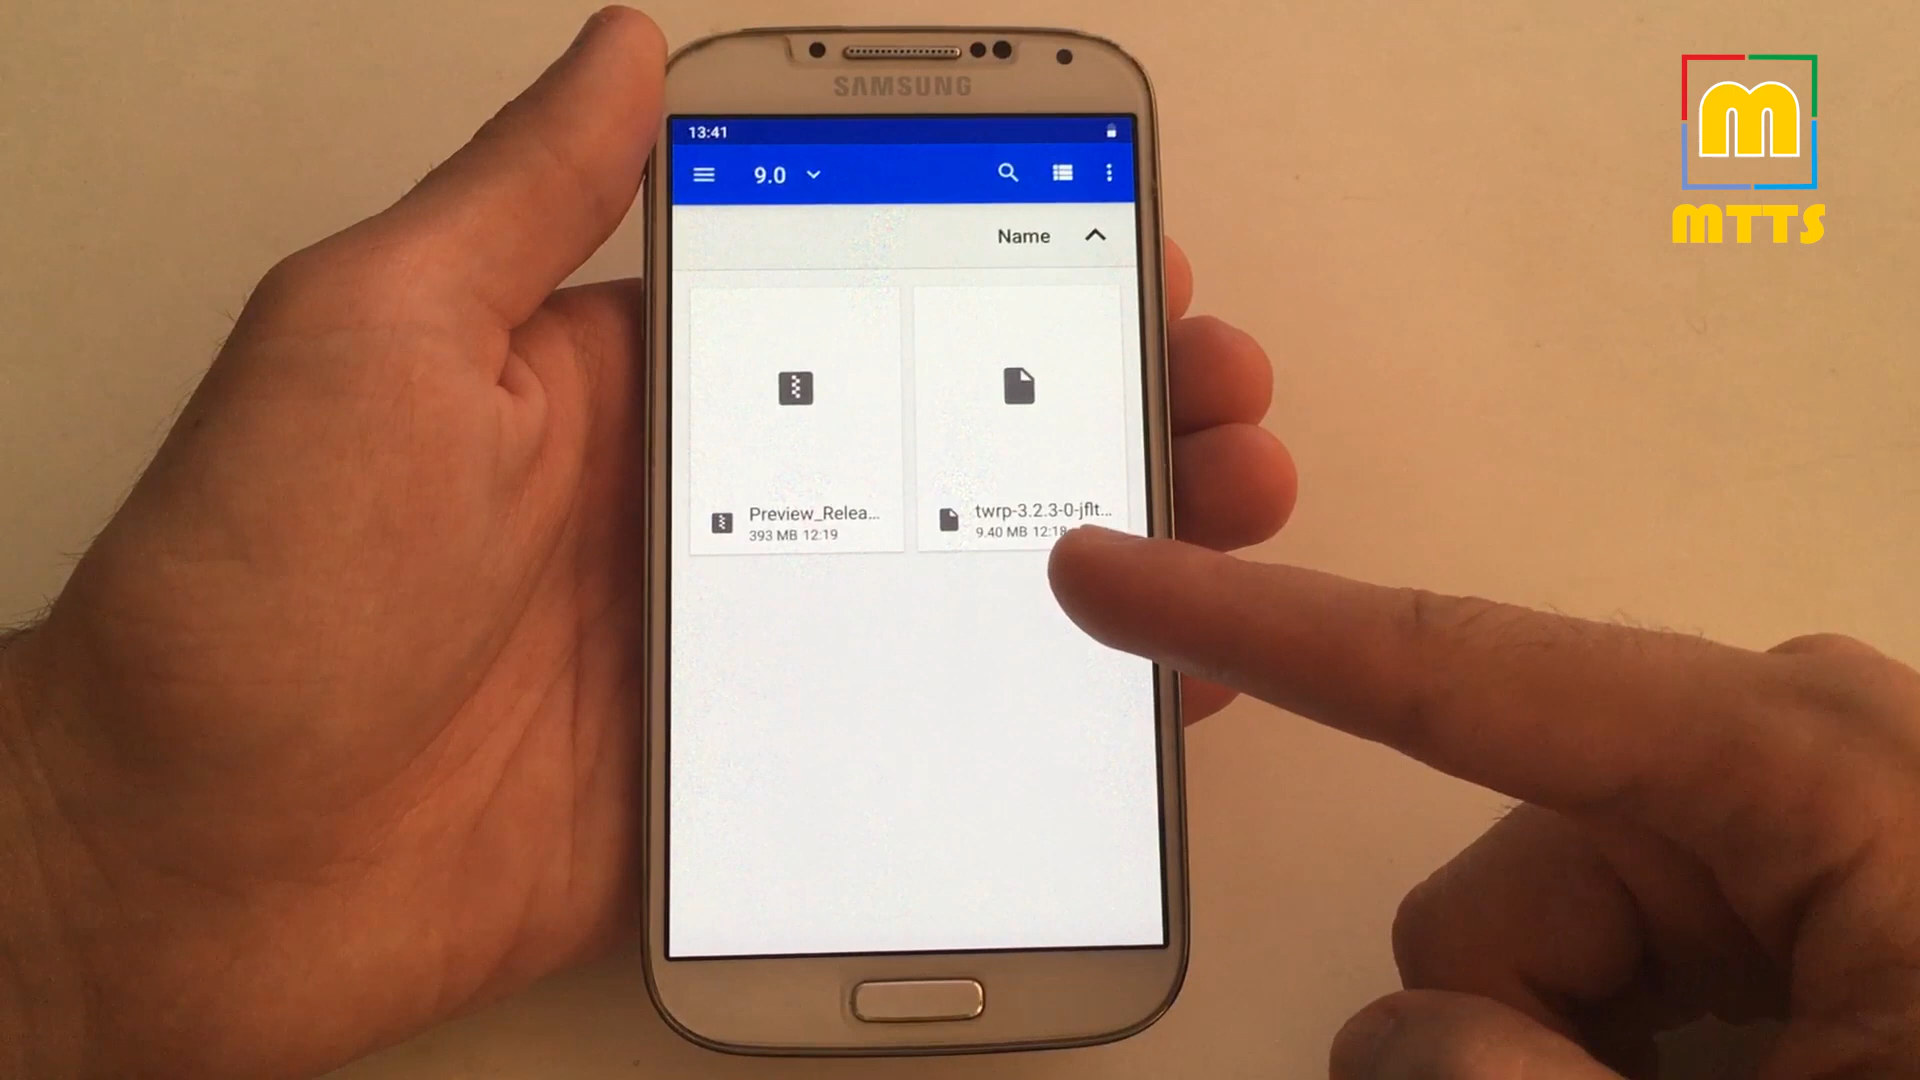 SAMSUNG
13:41
9.0
Name
Preview_Relea...
393 MB 12:19
twrp-3.2.3-0-jflt...
9.40 MB 12:18
M
MTTS